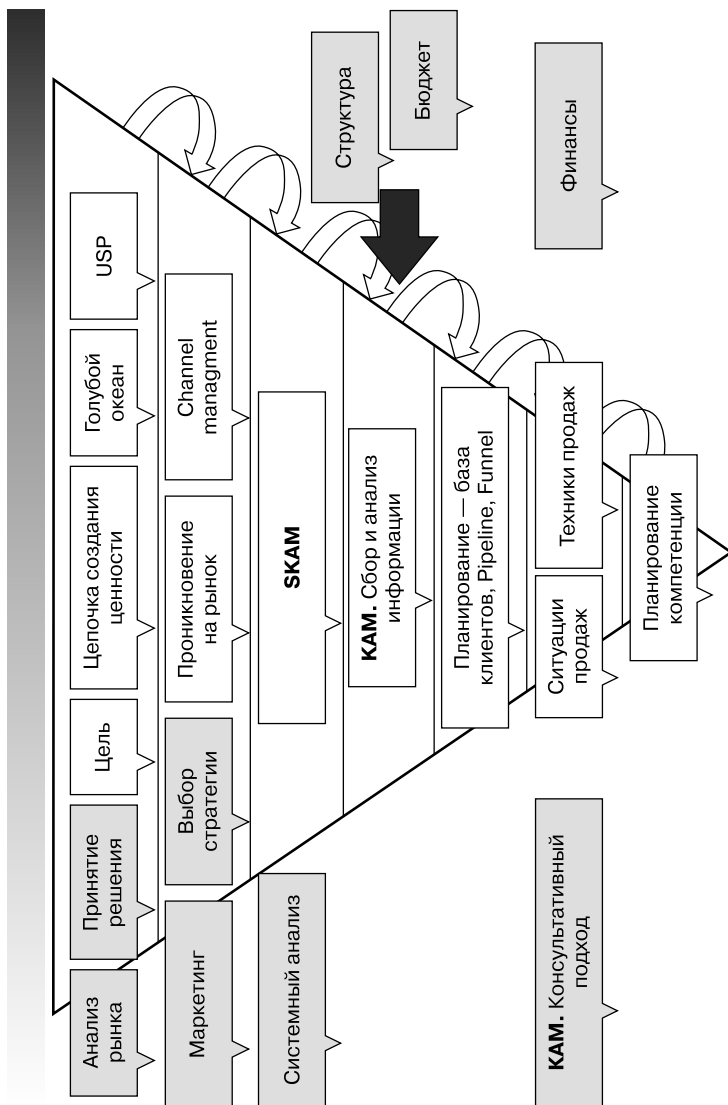 Анализ
рынка
Принятие
решения
Цель
Цепочка создания
ценности
Голубой
океан
USP
Маркетинг
Выбор
стратегии
Проникновение
на рынок
Channel
managment
Системный анализ
SKAM
Структура
КАМ. Сбор и анализ
информации
Бюджет
Планирование — база
клиентов, Pipeline, Funnel
КАМ. Консультативный
подход
Ситуации
продаж
Техники продаж
Финансы
Планирование
компетенции